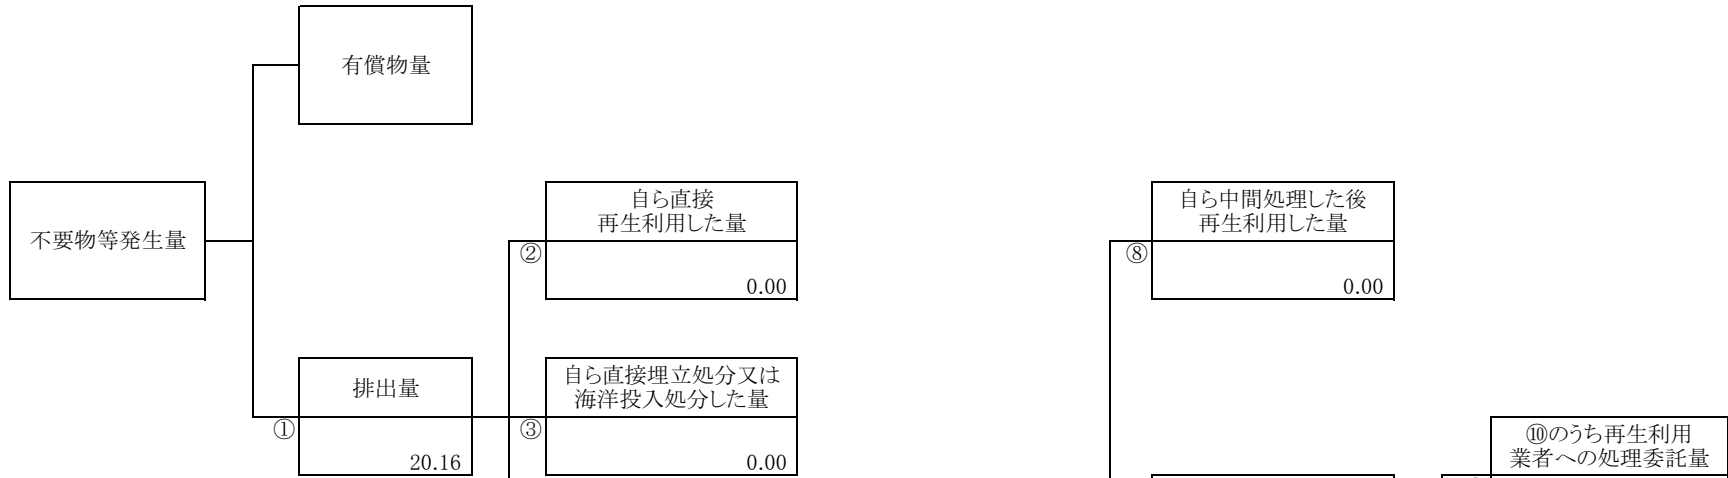 有償物量
不要物等発生量
自ら直接
再生利用した量
②
0.00
自ら中間処理した後
再生利用した量
⑧
0.00
排出量
①
20.16
自ら直接埋立処分又は
海洋投入処分した量
③
0.00
⑩のうち再生利用
業者への処理委託量